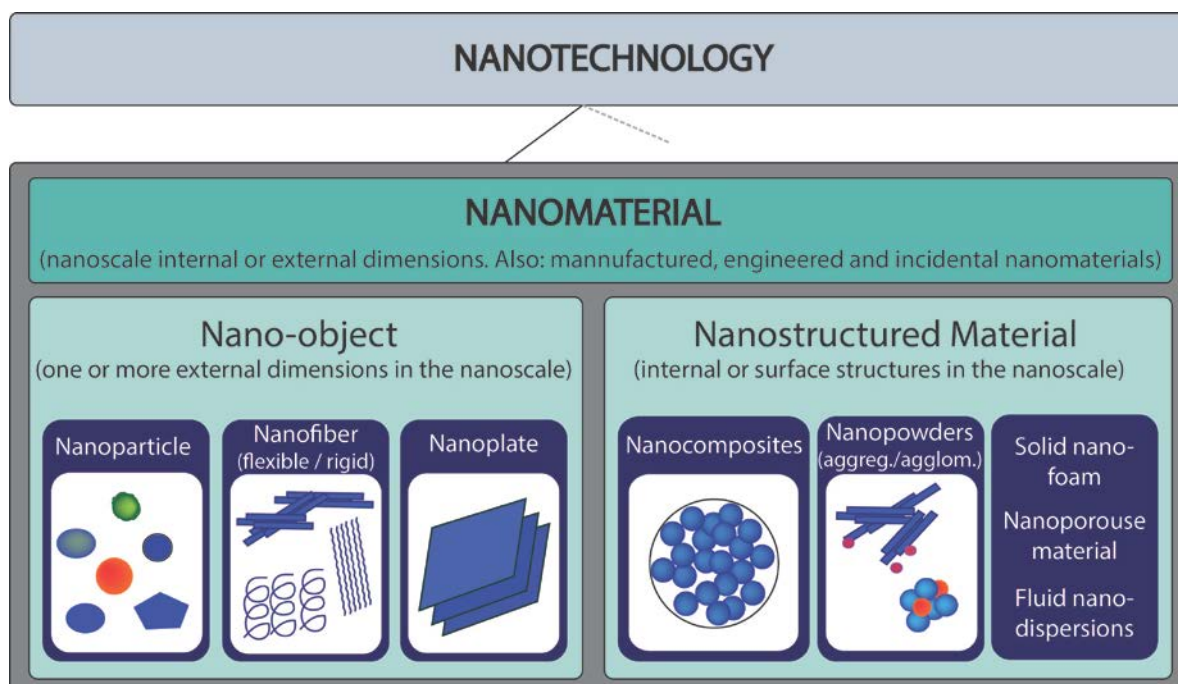 NANOTECHNOLOGY
NANOMATERIAL
(nanoscale internal or external dimensions. Also: mannufactured, engineered and incidental nanomaterials)
Nano-object
(one or more external dimensions in the nanoscale)
Nanoparticle
Nanofiber
(flexible / rigid)
Nanoplate
Nanostructured Material
(internal or surface structures in the nanoscale)
Nanocomposites
Nanopowders
(aggreg./agglom.)
Solid nano-
foam
Nanoporouse
material
Fluid nano-
dispersions